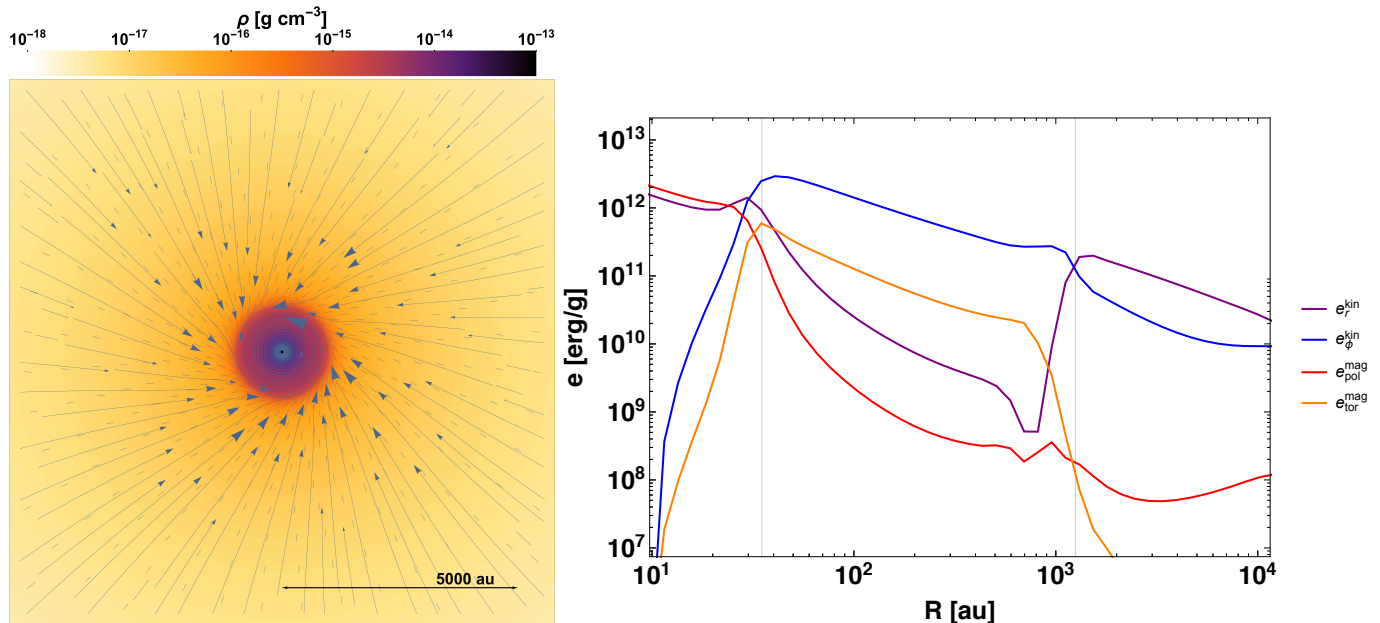 ρ [g cm⁻³]
10⁻¹⁸ 10⁻¹⁷ 10⁻¹⁶ 10⁻¹⁵ 10⁻¹⁴ 10⁻¹³
5000 au
e [erg/g]
10¹³
10¹²
10¹¹
10¹⁰
10⁹
10⁸
10⁷
10¹ 10² 10³ 10⁴
R [au]
e_r^kin
e_ϕ^kin
e_pol^mag
e_tor^mag